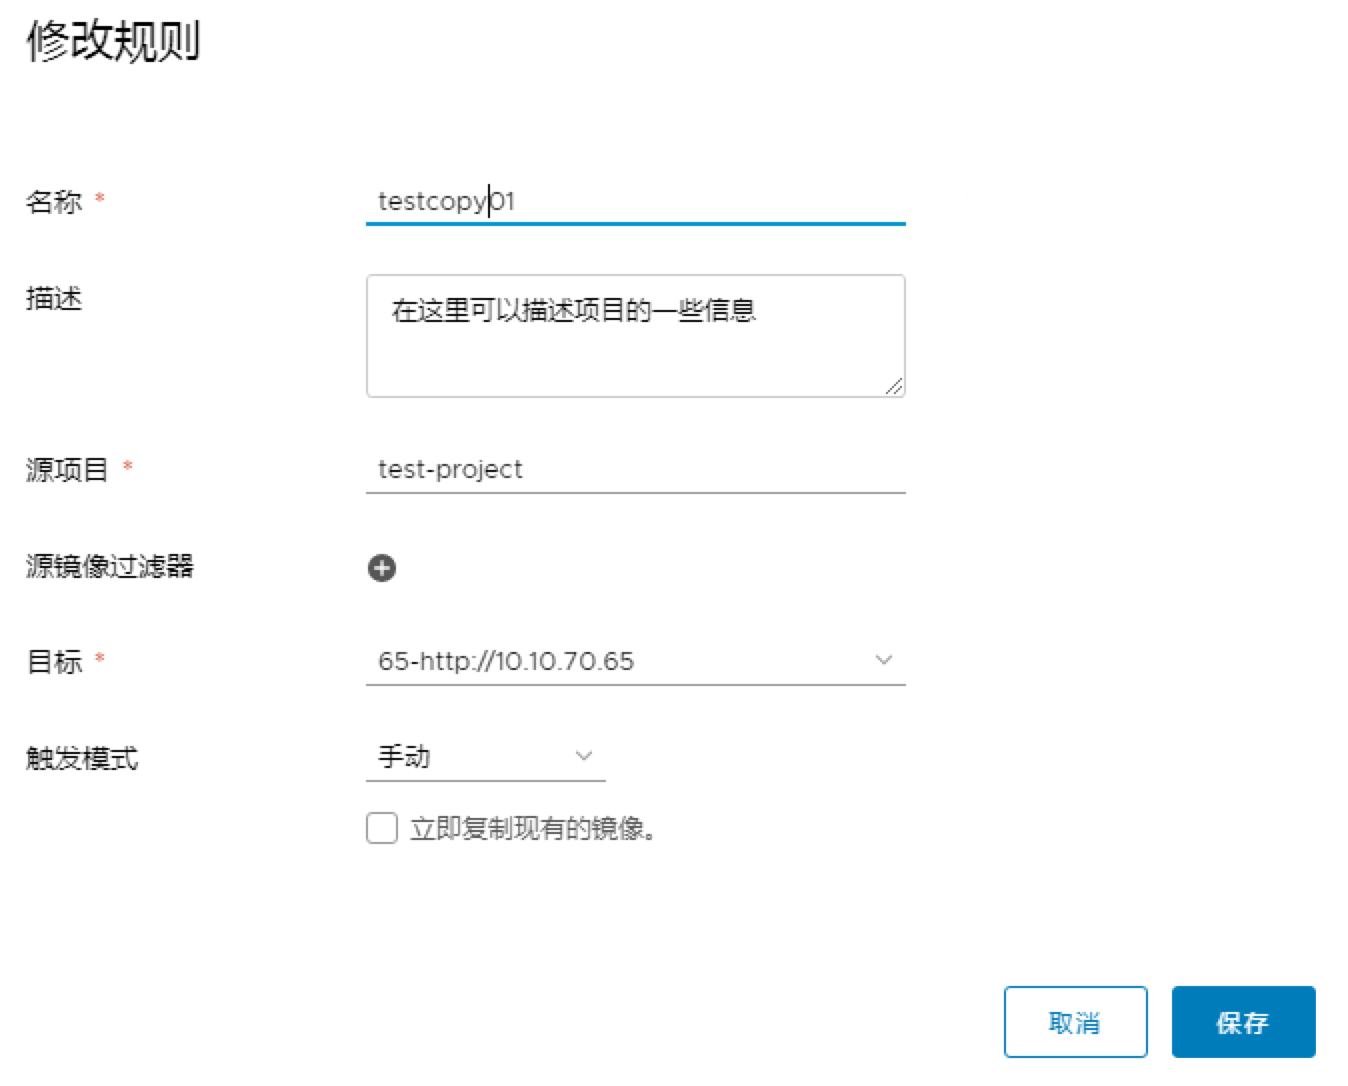 修改规则
名称 *
testcopy01
描述
在这里可以描述项目的一些信息
源项目 *
test-project
源镜像过滤器
目标 *
65-http://10.10.70.65
触发模式
手动
立即复制现有的镜像。
取消
保存